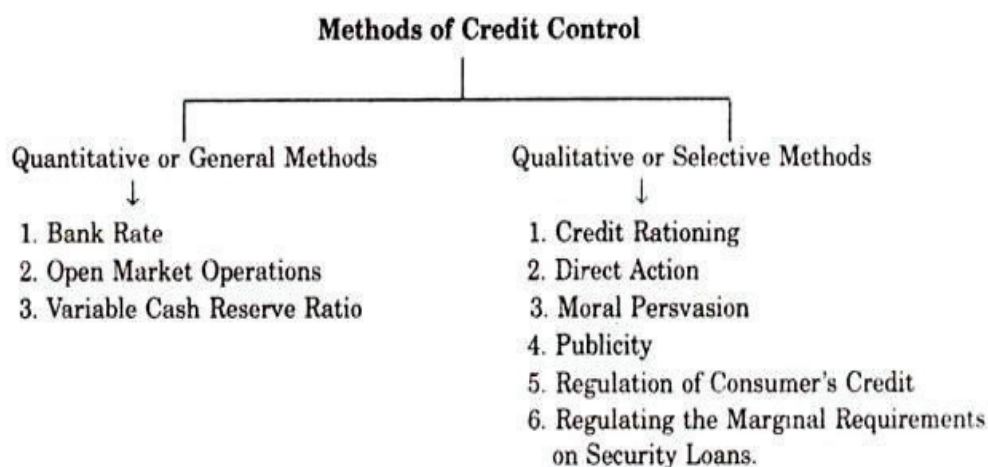 Methods of Credit Control
Quantitative or General Methods
1. Bank Rate
2. Open Market Operations
3. Variable Cash Reserve Ratio
Qualitative or Selective Methods
1. Credit Rationing
2. Direct Action
3. Moral Persvasion
4. Publicity
5. Regulation of Consumer's Credit
6. Regulating the Marginal Requirements
on Security Loans.